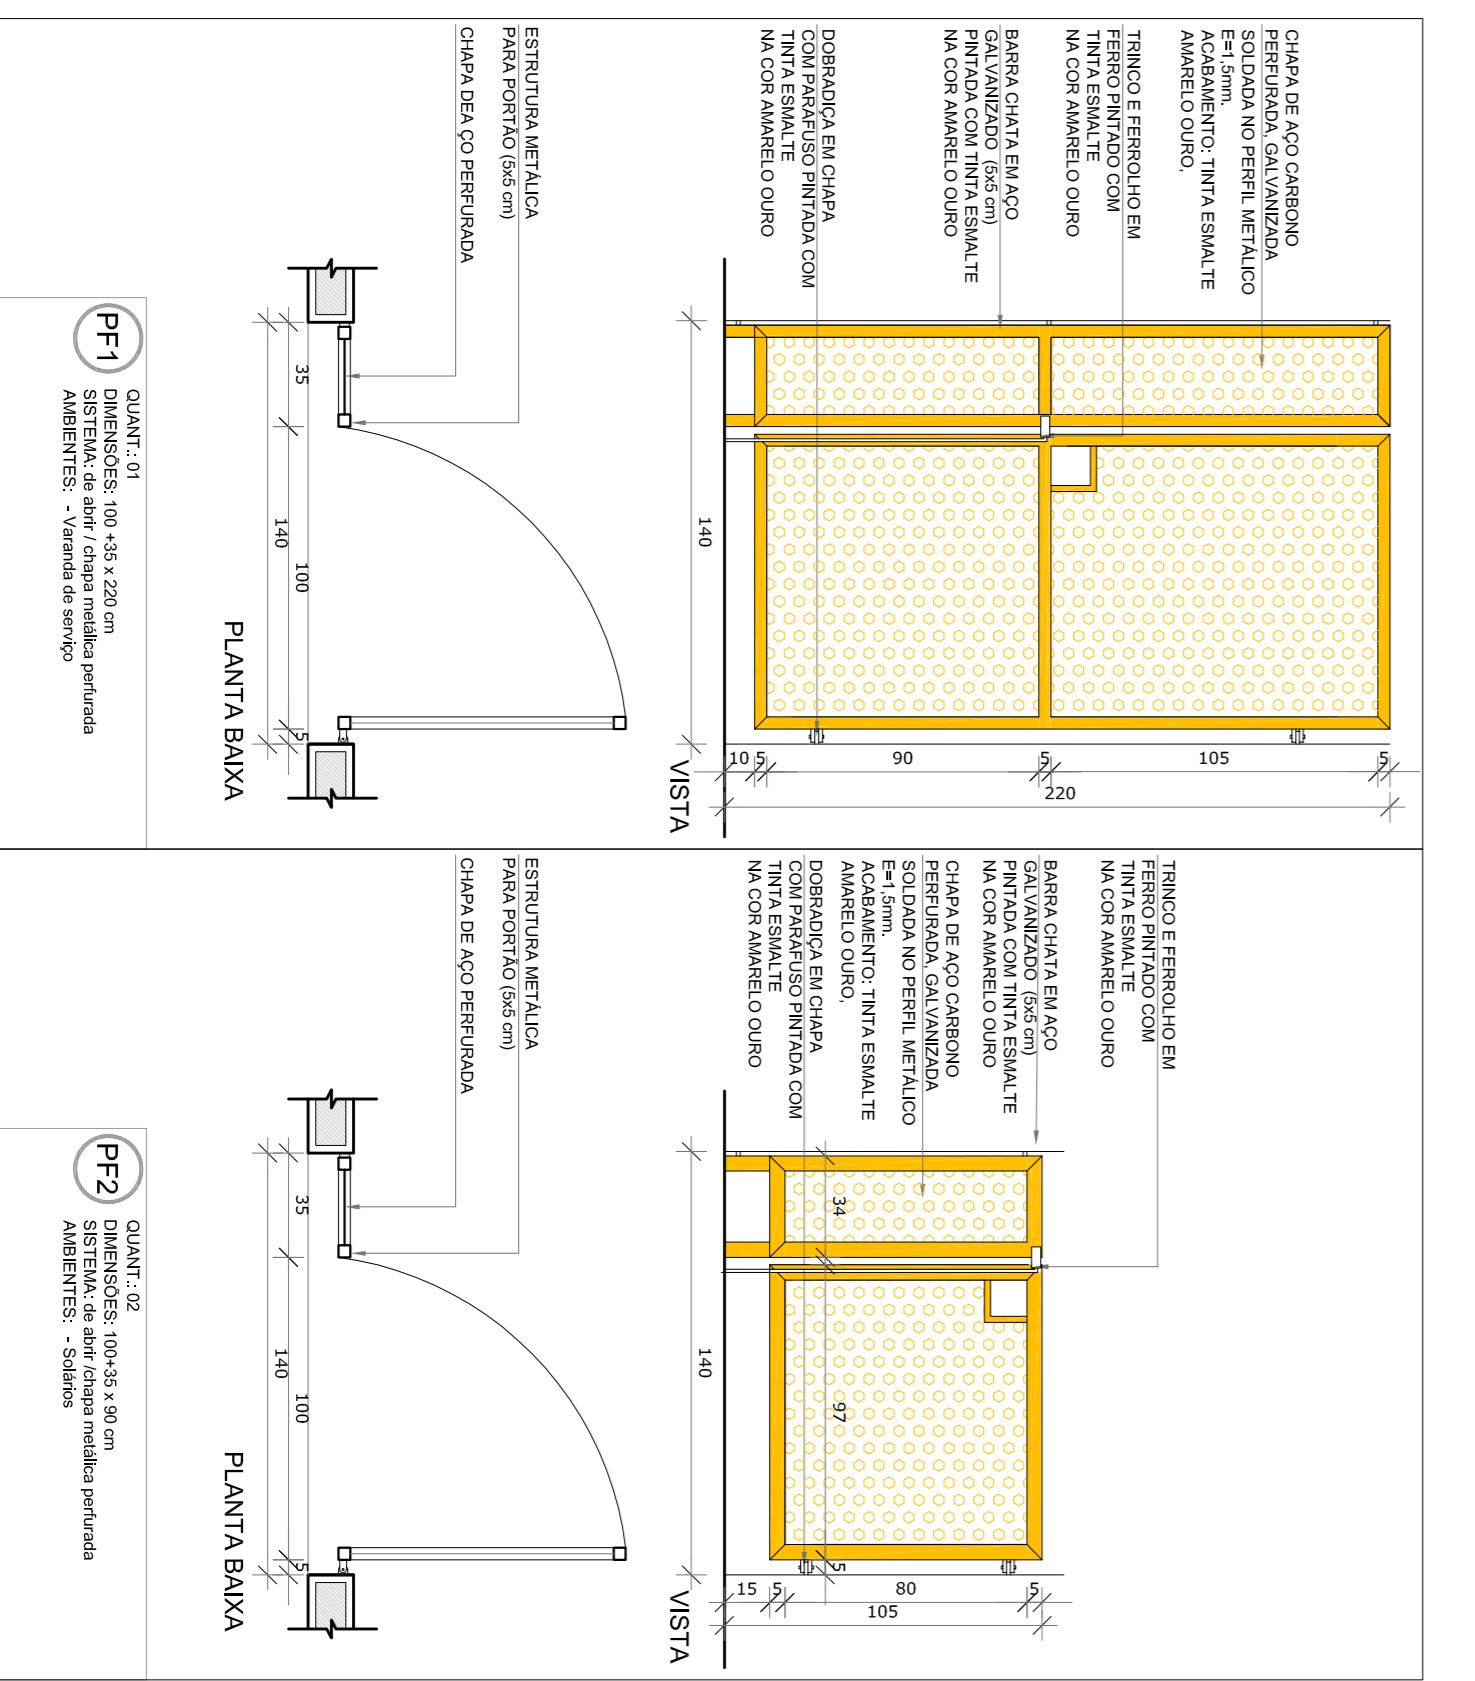 CHAPA DE AÇO CARBONO
PERFURADA, GALVANIZADA
SOLDADA NO PERFIL METÁLICO
E=1,5mm.
ACABAMENTO: TINTA ESMALTE
AMARELO OURO,
TRINCO E FERROLHO EM
FERRO PINTADO COM
TINTA ESMALTE
NA COR AMARELO OURO
BARRA CHATA EM AÇO
GALVANIZADO (5x5 cm)
PINTADA COM TINTA ESMALTE
NA COR AMARELO OURO
DOBRADIÇA EM CHAPA
COM PARAFUSO PINTADA COM
TINTA ESMALTE
NA COR AMARELO OURO
140
10
5
90
5
105
5
220
VISTA
ESTRUTURA METÁLICA
PARA PORTÃO (5x5 cm)
CHAPA DEA ÇO PERFURADA
35
100
5
140
PLANTA BAIXA
PF1
QUANT.: 01
DIMENSÕES: 100 +35 x 220 cm
SISTEMA: de abrir / chapa metálica perfurada
AMBIENTES: - Varanda de serviço
TRINCO E FERROLHO EM
FERRO PINTADO COM
TINTA ESMALTE
NA COR AMARELO OURO
BARRA CHATA EM AÇO
GALVANIZADO (5x5 cm)
PINTADA COM TINTA ESMALTE
NA COR AMARELO OURO
CHAPA DE AÇO CARBONO
PERFURADA, GALVANIZADA
SOLDADA NO PERFIL METÁLICO
E=1,5mm.
ACABAMENTO: TINTA ESMALTE
AMARELO OURO,
DOBRADIÇA EM CHAPA
COM PARAFUSO PINTADA COM
TINTA ESMALTE
NA COR AMARELO OURO
34
97
5
140
15
5
80
5
105
VISTA
ESTRUTURA METÁLICA
PARA PORTÃO (5x5 cm)
CHAPA DE AÇO PERFURADA
35
100
5
140
PLANTA BAIXA
PF2
QUANT.: 02
DIMENSÕES: 100+35 x 90 cm
SISTEMA: de abrir /chapa metálica perfurada
AMBIENTES: - Solários